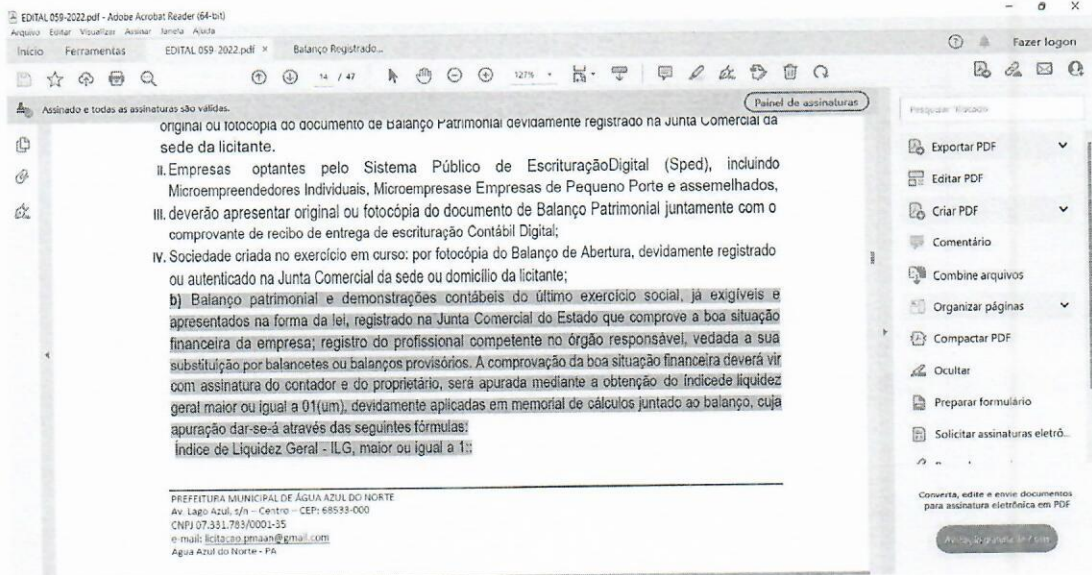 EDITAL 059-2022.pdf - Adobe Acrobat Reader (64-bit)
Arquivo Editar Visualizar Assinar Janela Ajuda
Início Ferramentas EDITAL 059-2022.pdf × Balanço Registrado... Fazer logon
14 / 47 127%
Assinado e todas as assinaturas são válidas. Painel de assinaturas
original ou fotocópia do documento de Balanço Patrimonial devidamente registrado na Junta Comercial da
sede da licitante.
II. Empresas optantes pelo Sistema Público de EscrituraçãoDigital (Sped), incluindo
Microempreendedores Individuais, Microempresase Empresas de Pequeno Porte e assemelhados,
III. deverão apresentar original ou fotocópia do documento de Balanço Patrimonial juntamente com o
comprovante de recibo de entrega de escrituração Contábil Digital;
IV. Sociedade criada no exercício em curso: por fotocópia do Balanço de Abertura, devidamente registrado
ou autenticado na Junta Comercial da sede ou domicílio da licitante;
b) Balanço patrimonial e demonstrações contábeis do último exercício social, já exigíveis e
apresentados na forma da lei, registrado na Junta Comercial do Estado que comprove a boa situação
financeira da empresa; registro do profissional competente no órgão responsável, vedada a sua
substituição por balancetes ou balanços provisórios. A comprovação da boa situação financeira deverá vir
com assinatura do contador e do proprietário, será apurada mediante a obtenção do índicede liquidez
geral maior ou igual a 01(um), devidamente aplicadas em memorial de cálculos juntado ao balanço, cuja
apuração dar-se-á através das seguintes fórmulas:
Índice de Liquidez Geral - ILG, maior ou igual a 1::
PREFEITURA MUNICIPAL DE ÁGUA AZUL DO NORTE
Av. Lago Azul, s/n – Centro – CEP: 68533-000
CNPJ 07.331.783/0001-35
e-mail: licitacao.pmaan@gmail.com
Água Azul do Norte - PA
Exportar PDF
Editar PDF
Criar PDF
Comentário
Combine arquivos
Organizar páginas
Compactar PDF
Ocultar
Preparar formulário
Solicitar assinaturas eletrô...
Converta, edite e envie documentos
para assinatura eletrônica em PDF